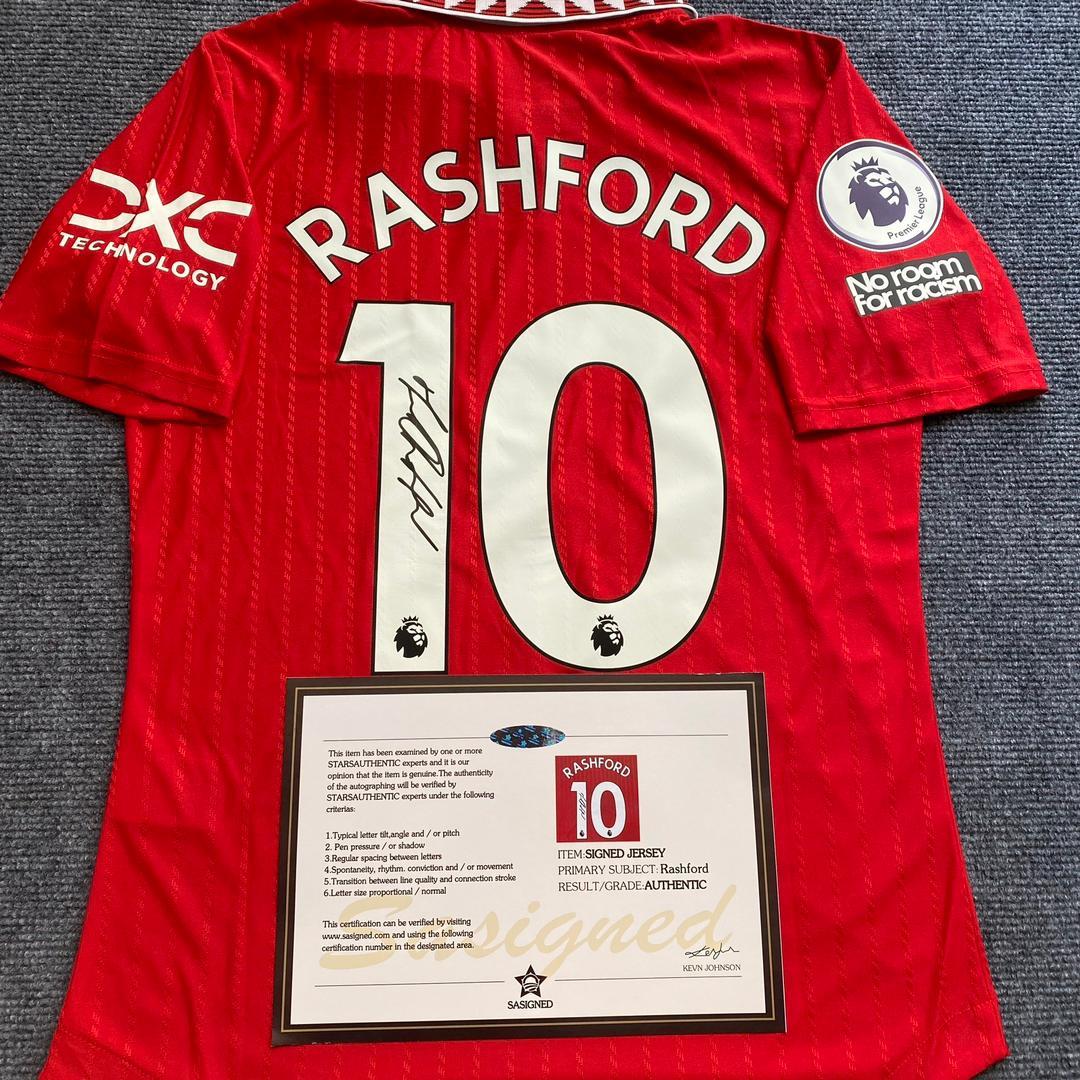 RASHFORD
DXC
TECHNOLOGY
Premier League
No room
for racism
10
This item has been examined by one or more
STARSAUTHENTIC experts and it is our
opinion that the item is genuine.The authenticity
of the autographing will be verified by
STARSAUTHENTIC experts under the following
criterias:
1.Typical letter tilt,angle and / or pitch
2. Pen pressure / or shadow
3.Regular spacing between letters
4.Spontaneity, rhythm. conviction and / or movement
5.Transition between line quality and connection stroke
6.Letter size proportional / normal
This certification can be verified by visiting
www.sasigned.com and using the following
certification number in the designated area.
RASHFORD
10
ITEM:SIGNED JERSEY
PRIMARY SUBJECT: Rashford
RESULT/GRADE:AUTHENTIC
Sasigned
KEVN JOHNSON
SASIGNED